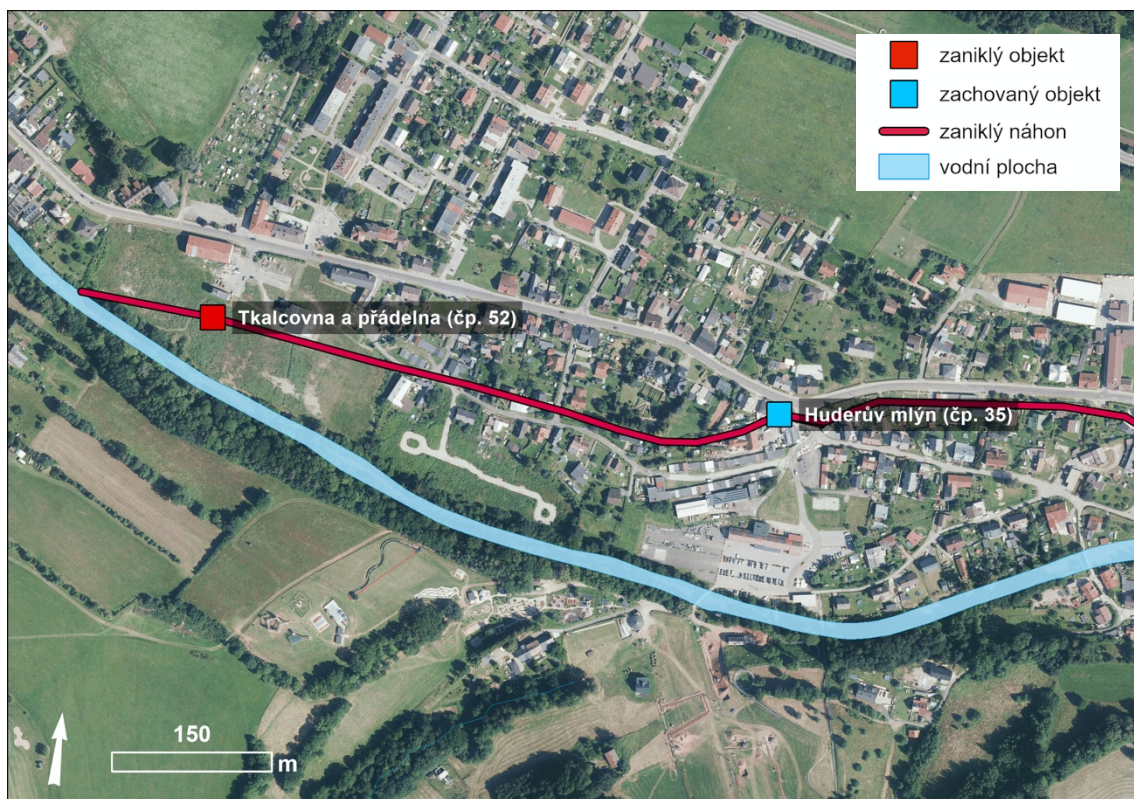 zaniklý objekt
zachovaný objekt
zaniklý náhon
vodní plocha
Tkalcovna a přádelna (čp. 52)
Huderův mlýn (čp. 35)
150
m